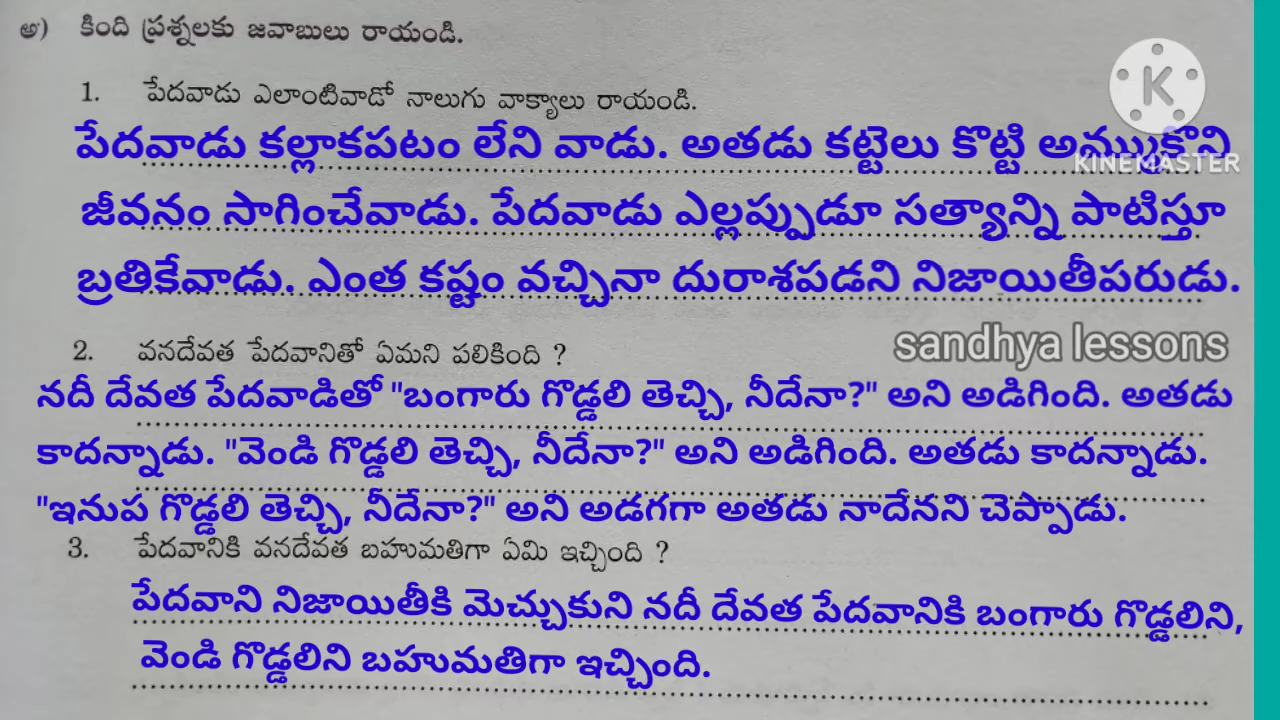 అ) కింది ప్రశ్నలకు జవాబులు రాయండి.
1. పేదవాడు ఎలాంటివాడో నాలుగు వాక్యాలు రాయండి.
పేదవాడు కల్లాకపటం లేని వాడు. అతడు కట్టెలు కొట్టి అమ్ముకొని
KINEMASTER
జీవనం సాగించేవాడు. పేదవాడు ఎల్లప్పుడూ సత్యాన్ని పాటిస్తూ
బ్రతికేవాడు. ఎంత కష్టం వచ్చినా దురాశపడని నిజాయితీపరుడు.
sandhya lessons
2. వనదేవత పేదవానితో ఏమని పలికింది ?
నదీ దేవత పేదవాడితో "బంగారు గొడ్డలి తెచ్చి, నీదేనా?" అని అడిగింది. అతడు
కాదన్నాడు. "వెండి గొడ్డలి తెచ్చి, నీదేనా?" అని అడిగింది. అతడు కాదన్నాడు.
"ఇనుప గొడ్డలి తెచ్చి, నీదేనా?" అని అడగగా అతడు నాదేనని చెప్పాడు.
3. పేదవానికి వనదేవత బహుమతిగా ఏమి ఇచ్చింది ?
పేదవాని నిజాయితీకి మెచ్చుకుని నదీ దేవత పేదవానికి బంగారు గొడ్డలిని,
వెండి గొడ్డలిని బహుమతిగా ఇచ్చింది.